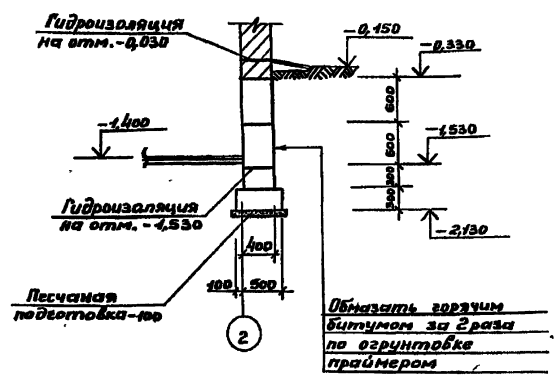 Гидроизоляция
на отм.-0,030
-0,150
-0,330
600
-1,400
600
-1,530
300
300
Гидроизоляция
на отм. -1,530
-2,130
400
100 500
Песчаная
подготовка-100
2
Обмазать горячим
битумом за 2 раза
по огрунтовке
праймером